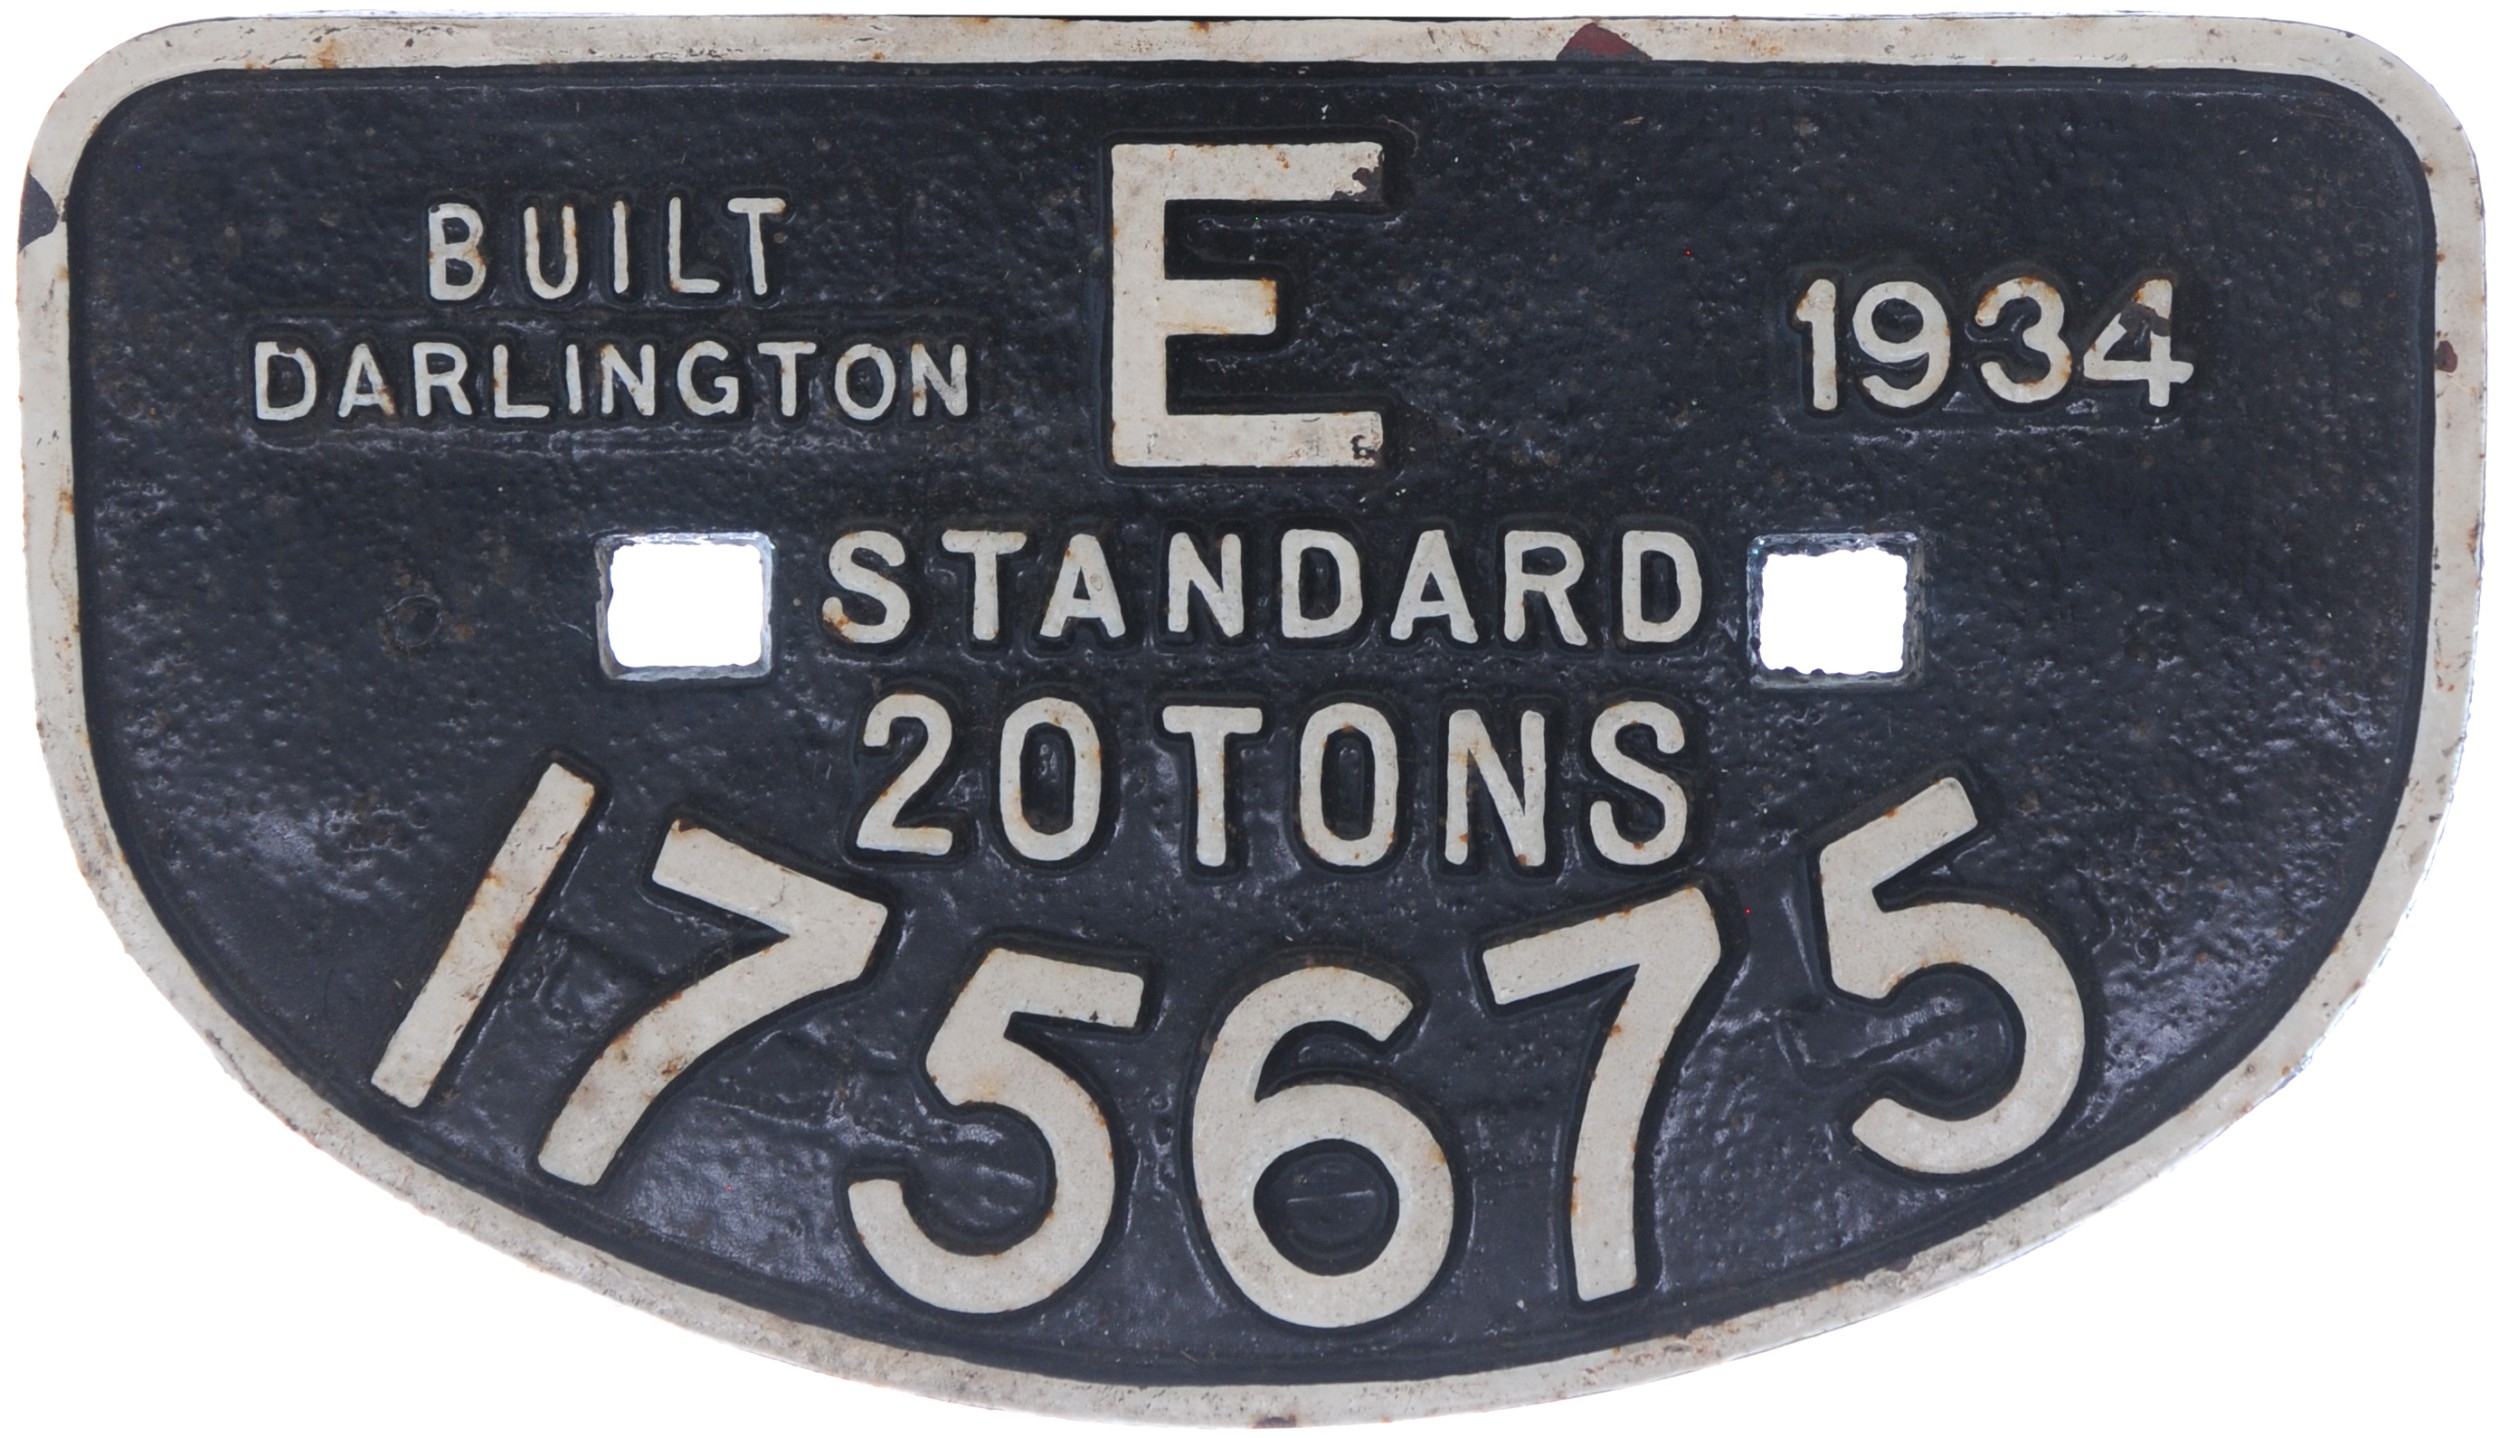 E
BUILT
DARLINGTON
1934
STANDARD
20 TONS
175675